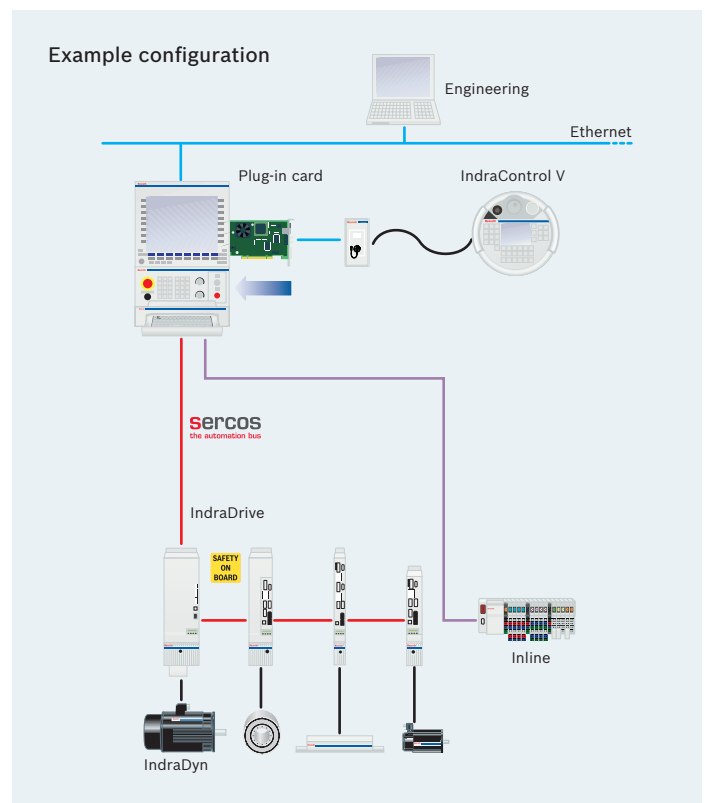 Example configuration
Engineering
Ethernet
Plug-in card
IndraControl V
sercos
the automation bus
IndraDrive
SAFETY
ON
BOARD
Inline
IndraDyn